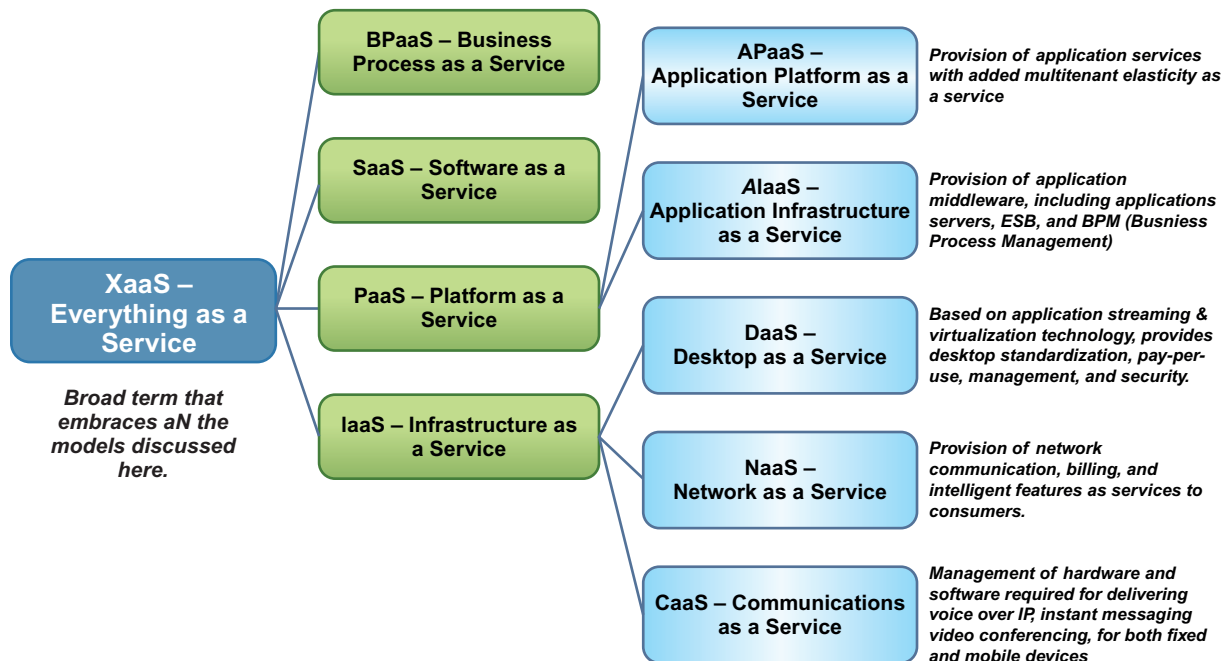 XaaS –
Everything as a
Service
Broad term that
embraces aN the
models discussed
here.
BPaaS – Business
Process as a Service
SaaS – Software as a
Service
PaaS – Platform as a
Service
IaaS – Infrastructure as
a Service
APaaS –
Application Platform as a
Service
Provision of application services
with added multitenant elasticity as
a service
AIaaS –
Application Infrastructure
as a Service
Provision of application
middleware, including applications
servers, ESB, and BPM (Busniess
Process Management)
DaaS –
Desktop as a Service
Based on application streaming &
virtualization technology, provides
desktop standardization, pay-per-
use, management, and security.
NaaS –
Network as a Service
Provision of network
communication, billing, and
intelligent features as services to
consumers.
CaaS – Communications
as a Service
Management of hardware and
software required for delivering
voice over IP, instant messaging
video conferencing, for both fixed
and mobile devices